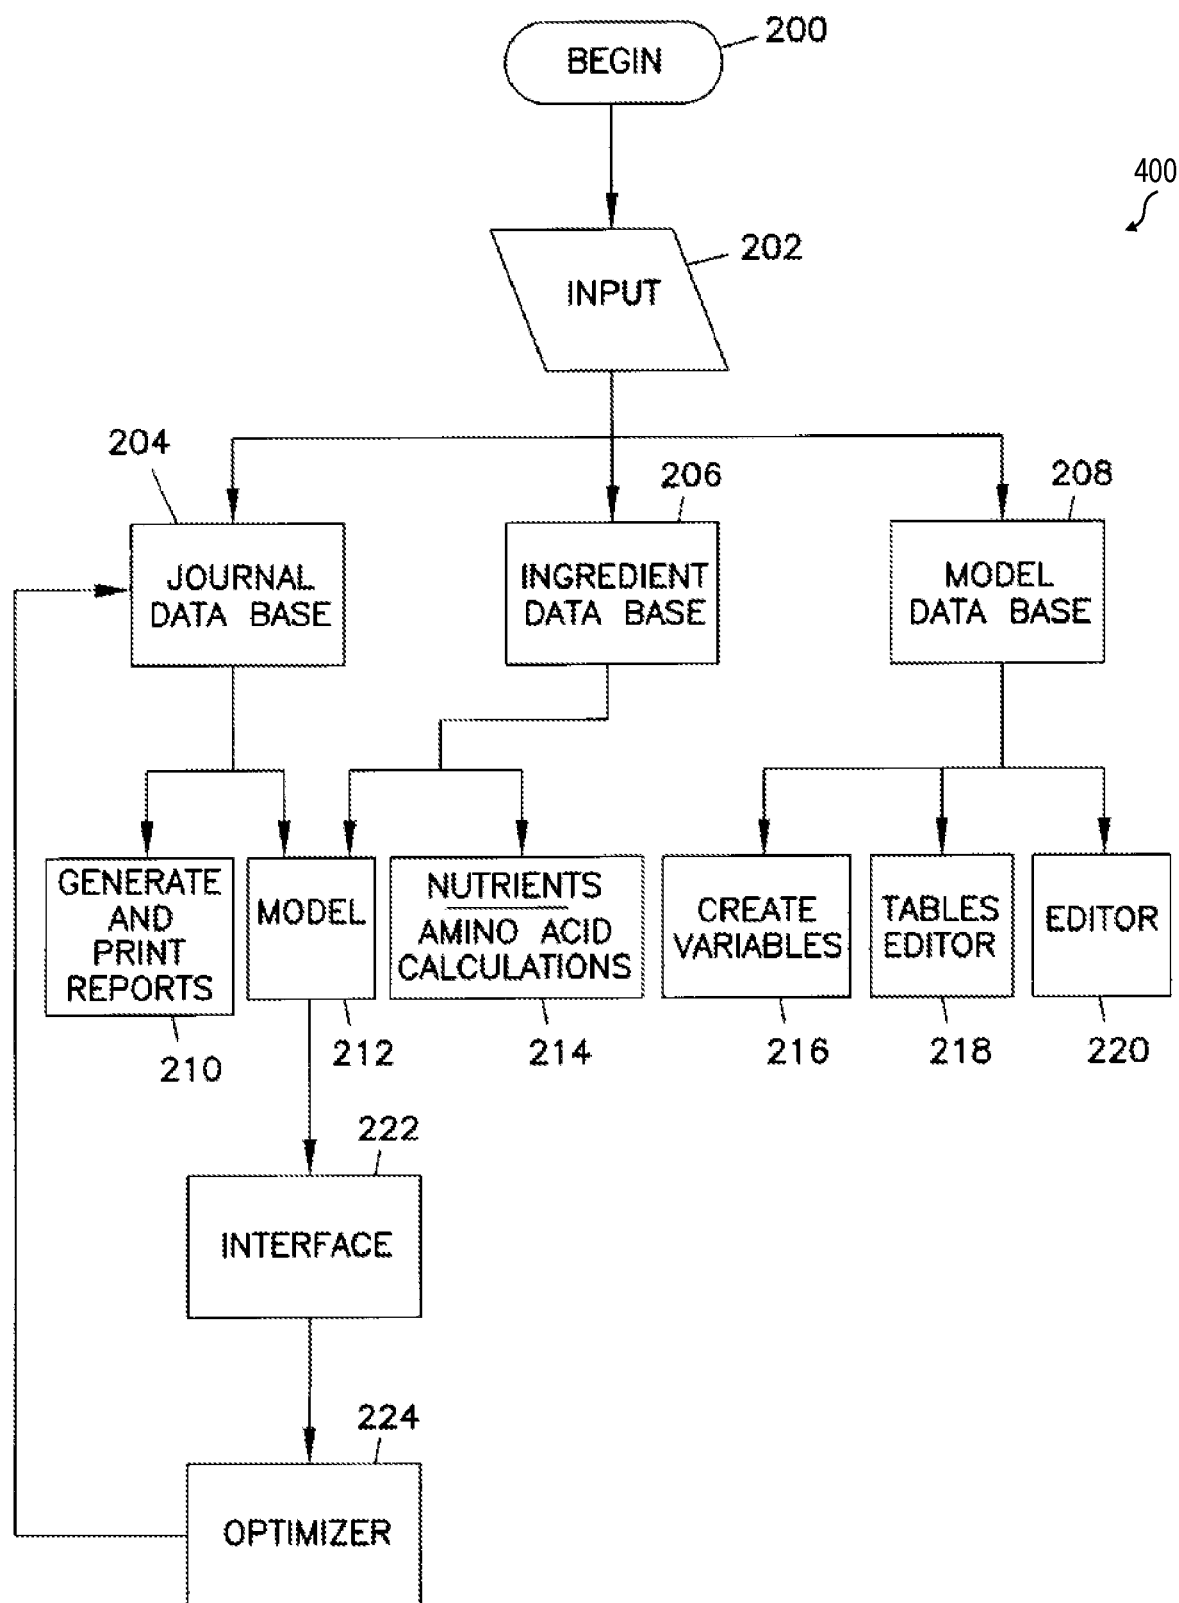 200
BEGIN
400
202
INPUT
204
206
208
JOURNAL
DATA BASE
INGREDIENT
DATA BASE
MODEL
DATA BASE
GENERATE
AND
PRINT
REPORTS
MODEL
NUTRIENTS
AMINO ACID
CALCULATIONS
CREATE
VARIABLES
TABLES
EDITOR
EDITOR
210
212
214
216
218
220
222
INTERFACE
224
OPTIMIZER